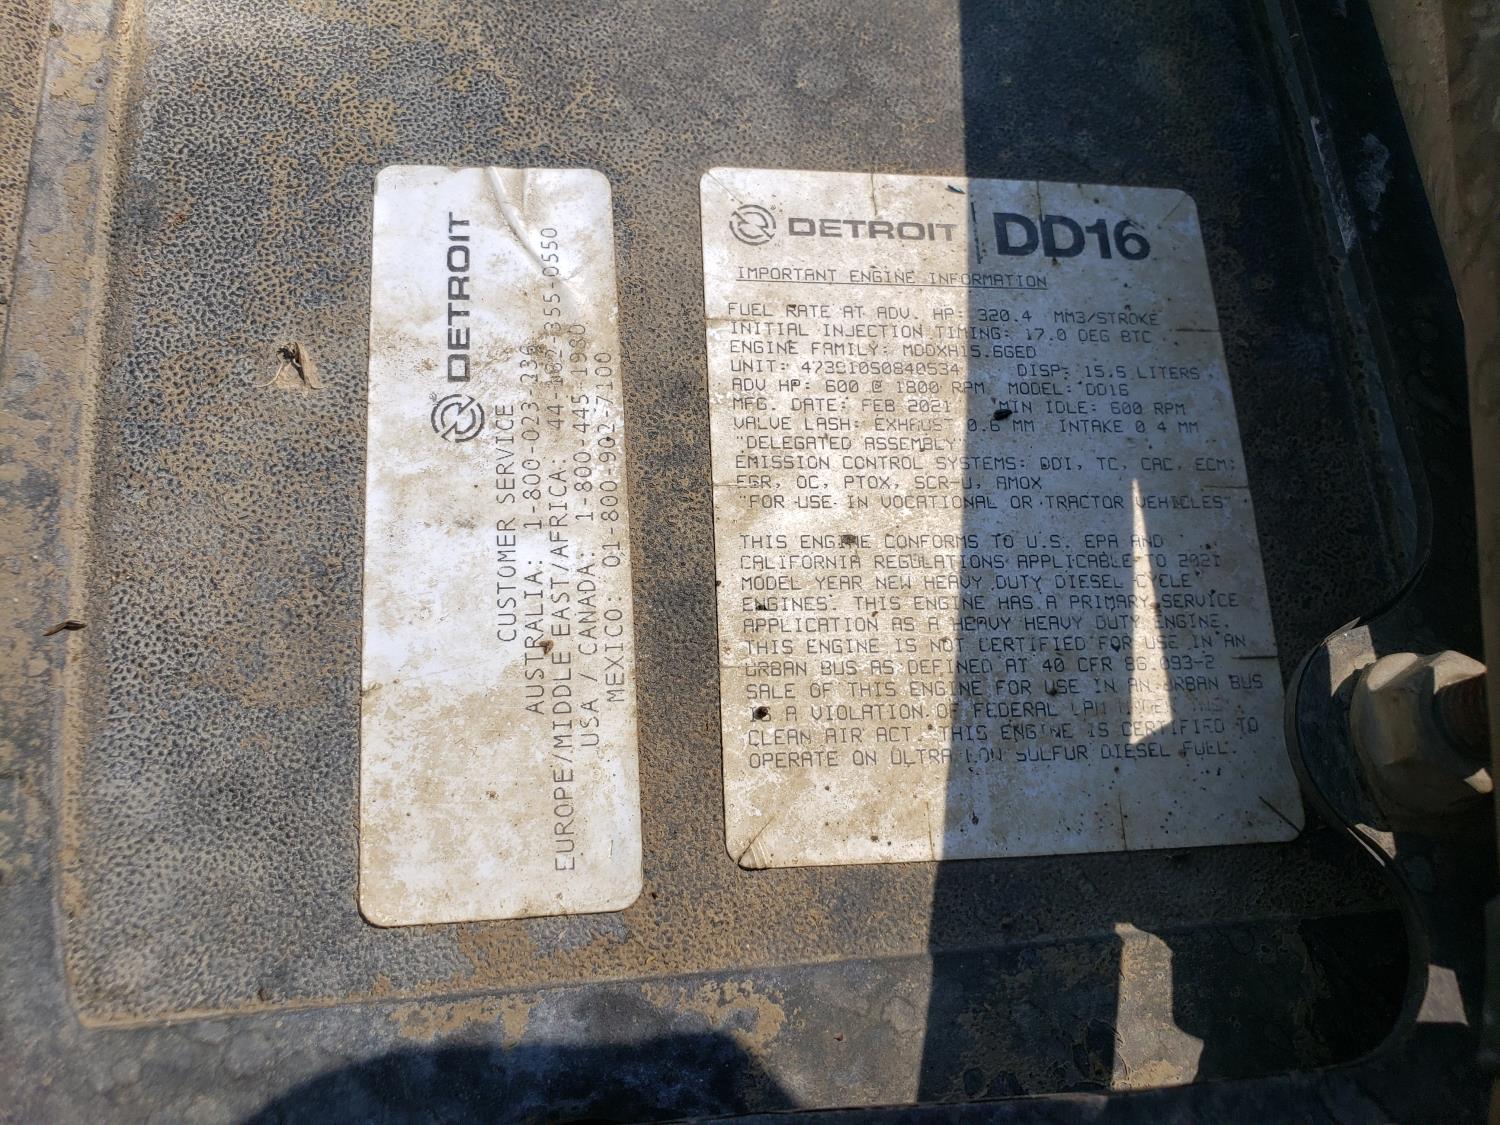 DETROIT
CUSTOMER SERVICE
AUSTRALIA: 1-800-023-236
EUROPE/MIDDLE EAST/AFRICA: 44-182-355-0550
USA / CANADA: 1-800-445-1980
MEXICO: 01-800-902-7100
DETROIT DD16
IMPORTANT ENGINE INFORMATION
FUEL RATE AT ADV. HP: 320.4 MM3/STROKE
INITIAL INJECTION TIMING: 17.0 DEG BTC
ENGINE FAMILY: MDDXH15.6GED
UNIT: DISP: 15.6 LITERS
ADV HP: 600 @ 1800 RPM MODEL: DD16
MFG. DATE: FEB 2021 MIN IDLE: 600 RPM
VALVE LASH: EXHAUST 0.6 MM INTAKE 0.4 MM
"DELEGATED ASSEMBLY"
EMISSION CONTROL SYSTEMS: DDI, TC, CAC, ECM,
EGR, OC, PTOX, SCR-U, AMOX
"FOR USE IN VOCATIONAL OR TRACTOR VEHICLES"
THIS ENGINE CONFORMS TO U.S. EPA AND
CALIFORNIA REGULATIONS APPLICABLE TO 2021
MODEL YEAR NEW HEAVY DUTY DIESEL CYCLE
ENGINES. THIS ENGINE HAS A PRIMARY SERVICE
APPLICATION AS A HEAVY HEAVY DUTY ENGINE.
THIS ENGINE IS NOT CERTIFIED FOR USE IN AN
URBAN BUS AS DEFINED AT 40 CFR 86.093-2
SALE OF THIS ENGINE FOR USE IN AN URBAN BUS
IS A VIOLATION OF FEDERAL LAW UNDER THE
CLEAN AIR ACT. THIS ENGINE IS CERTIFIED TO
OPERATE ON ULTRA LOW SULFUR DIESEL FUEL.